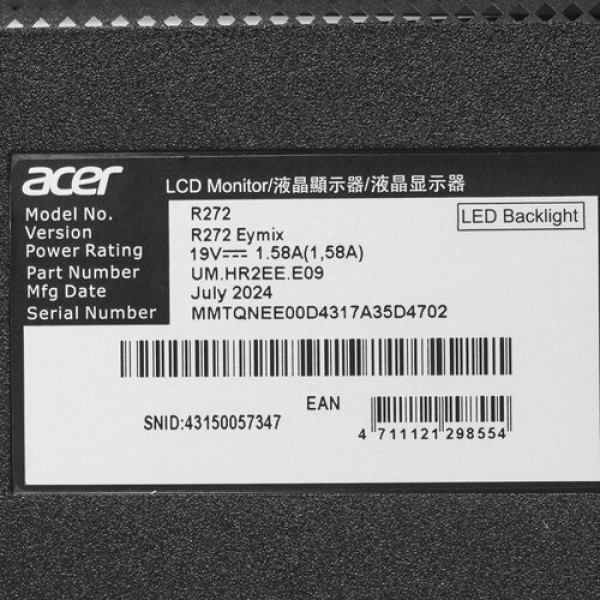 acer LCD Monitor/液晶顯示器/液晶显示器
Model No. R272 LED Backlight
Version R272 Eymix
Power Rating 19V⎓ 1.58A(1,58A)
Part Number UM.HR2EE.E09
Mfg Date July 2024
Serial Number MMTQNEE00D4317A35D4702
EAN
SNID:43150057347
4 711121 298554